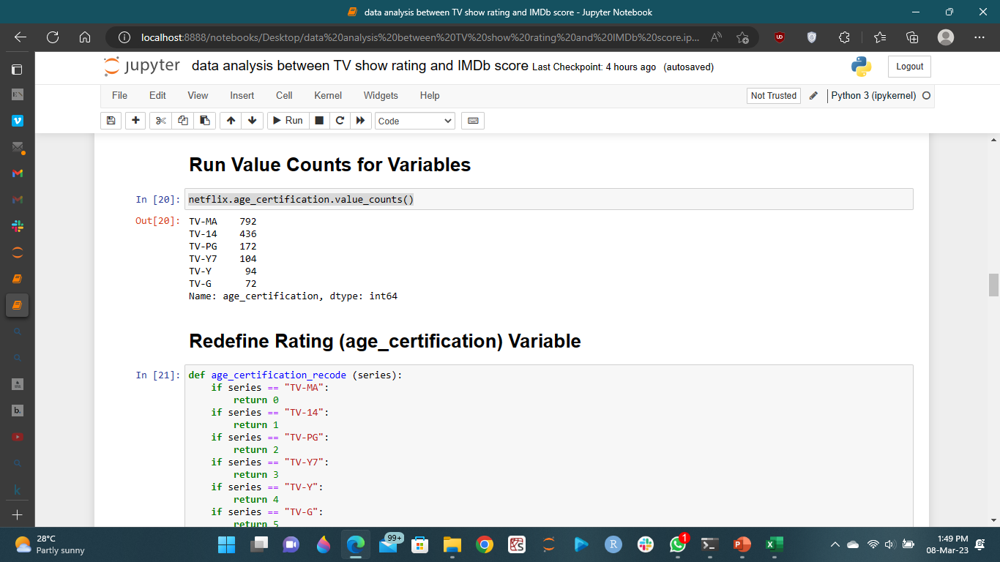 data analysis between TV show rating and IMDb score - Jupyter Notebook
localhost:8888/notebooks/Desktop/data%20analysis%20between%20TV%20show%20rating%20and%20IMDb%20score.ip...
jupyter data analysis between TV show rating and IMDb score Last Checkpoint: 4 hours ago (autosaved)
Logout
File Edit View Insert Cell Kernel Widgets Help
Not Trusted Python 3 (ipykernel)
Run Code
Run Value Counts for Variables
In [20]: netflix.age_certification.value_counts()
Out[20]: TV-MA 792
TV-14 436
TV-PG 172
TV-Y7 104
TV-Y 94
TV-G 72
Name: age_certification, dtype: int64
Redefine Rating (age_certification) Variable
In [21]: def age_certification_recode (series):
if series == "TV-MA":
return 0
if series == "TV-14":
return 1
if series == "TV-PG":
return 2
if series == "TV-Y7":
return 3
if series == "TV-Y":
return 4
if series == "TV-G":
return 5
28°C
Partly sunny
99+
R
1
P
X
1:49 PM
08-Mar-23
UD
b.
k